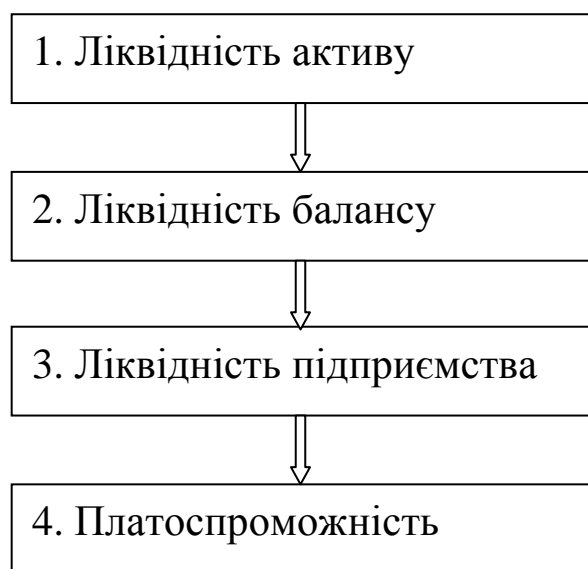 1. Ліквідність активу
2. Ліквідність балансу
3. Ліквідність підприємства
4. Платоспроможність